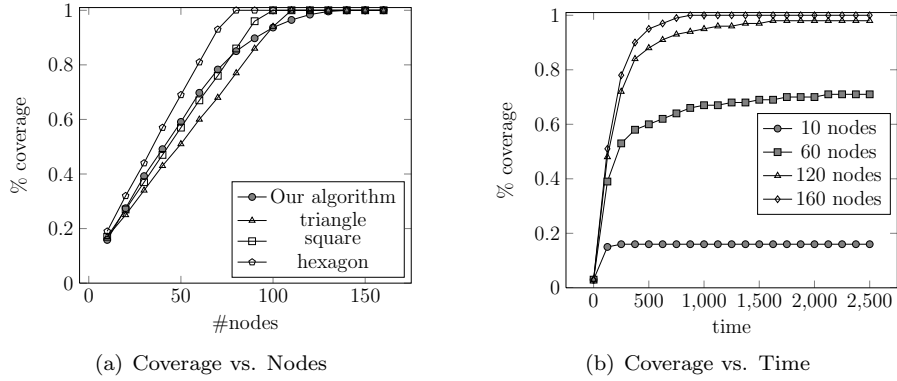 1
0.8
0.6
0.4
0.2
0
% coverage
0
50
100
150
#nodes
Our algorithm
triangle
square
hexagon
(a) Coverage vs. Nodes
1
0.8
0.6
0.4
0.2
0
% coverage
0
500
1,000
1,500
2,000
2,500
time
10 nodes
60 nodes
120 nodes
160 nodes
(b) Coverage vs. Time